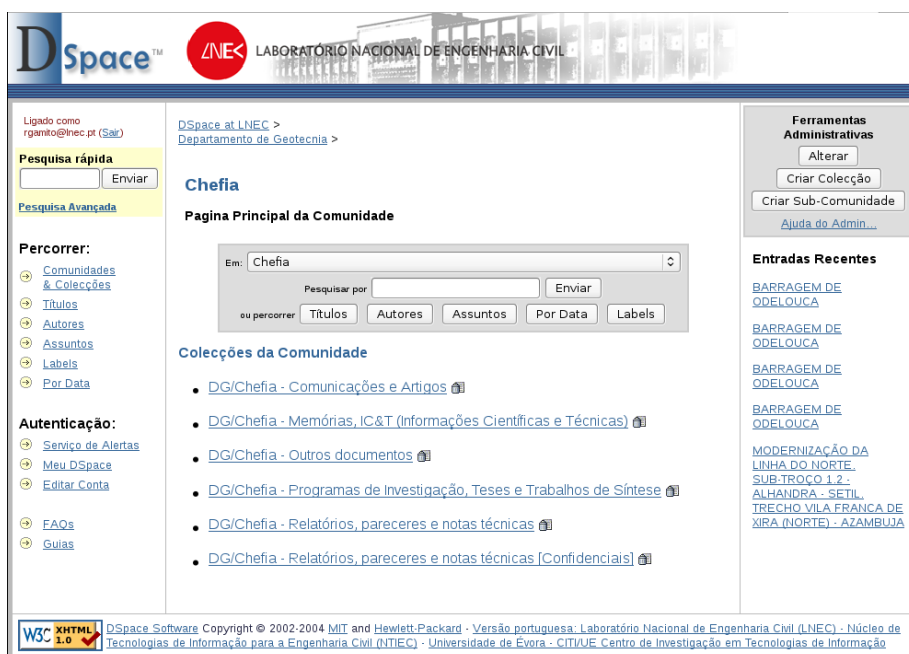 DSpace™
LNEC LABORATÓRIO NACIONAL DE ENGENHARIA CIVIL
Ligado como
rgamito@lnec.pt (Sair)
Pesquisa rápida
Enviar
Pesquisa Avançada
Percorrer:
Comunidades
& Colecções
Títulos
Autores
Assuntos
Labels
Por Data
Autenticação:
Serviço de Alertas
Meu DSpace
Editar Conta
FAQs
Guias
DSpace at LNEC >
Departamento de Geotecnia >
Chefia
Pagina Principal da Comunidade
Em: Chefia
Pesquisar por Enviar
ou percorrer Títulos Autores Assuntos Por Data Labels
Colecções da Comunidade
DG/Chefia - Comunicações e Artigos
DG/Chefia - Memórias, IC&T (Informações Científicas e Técnicas)
DG/Chefia - Outros documentos
DG/Chefia - Programas de Investigação, Teses e Trabalhos de Síntese
DG/Chefia - Relatórios, pareceres e notas técnicas
DG/Chefia - Relatórios, pareceres e notas técnicas [Confidenciais]
Ferramentas
Administrativas
Alterar
Criar Colecção
Criar Sub-Comunidade
Ajuda do Admin...
Entradas Recentes
BARRAGEM DE
ODELOUCA
BARRAGEM DE
ODELOUCA
BARRAGEM DE
ODELOUCA
BARRAGEM DE
ODELOUCA
MODERNIZAÇÃO DA
LINHA DO NORTE.
SUB-TROÇO 1.2 -
ALHANDRA - SETIL.
TRECHO VILA FRANCA DE
XIRA (NORTE) - AZAMBUJA
W3C XHTML 1.0
DSpace Software Copyright © 2002-2004 MIT and Hewlett-Packard - Versão portuguesa: Laboratório Nacional de Engenharia Civil (LNEC) - Núcleo de
Tecnologias de Informação para a Engenharia Civil (NTIEC) - Universidade de Évora - CITI/UE Centro de Investigação em Tecnologias de Informação